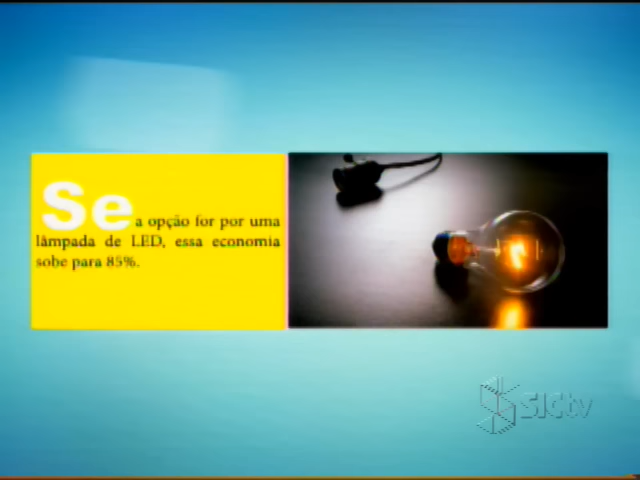 Se a opção for por uma
lâmpada de LED, essa economia
sobe para 85%.
SICtv